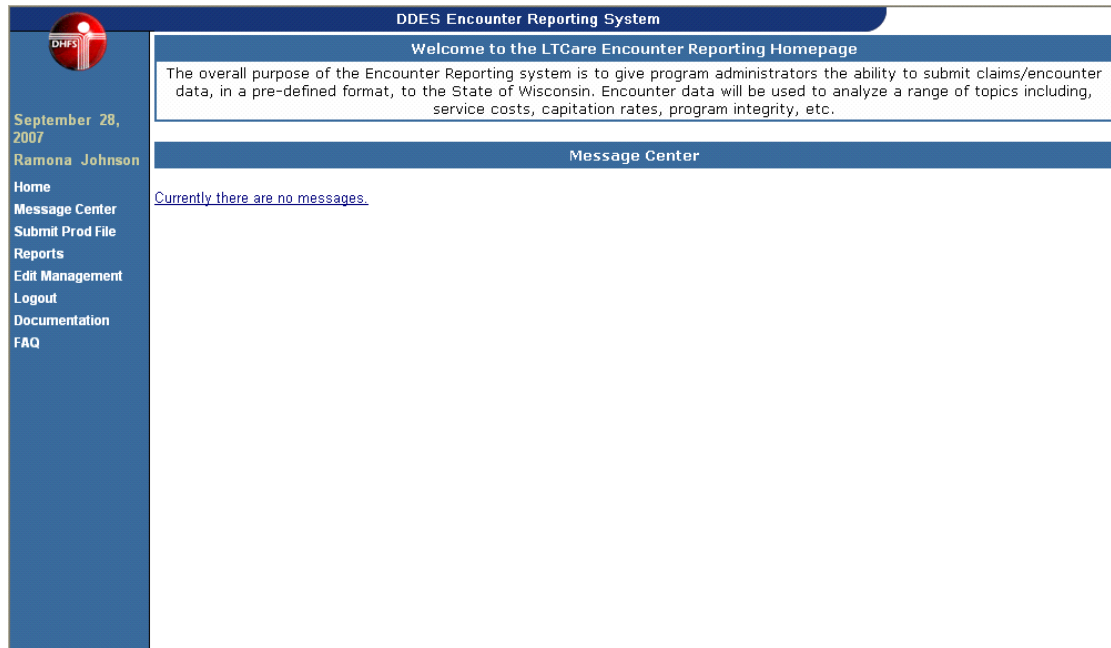 DDES Encounter Reporting System
DHFS
September 28,
2007
Ramona Johnson
Home
Message Center
Submit Prod File
Reports
Edit Management
Logout
Documentation
FAQ
Welcome to the LTCare Encounter Reporting Homepage
The overall purpose of the Encounter Reporting system is to give program administrators the ability to submit claims/encounter
data, in a pre-defined format, to the State of Wisconsin. Encounter data will be used to analyze a range of topics including,
service costs, capitation rates, program integrity, etc.
Message Center
Currently there are no messages.